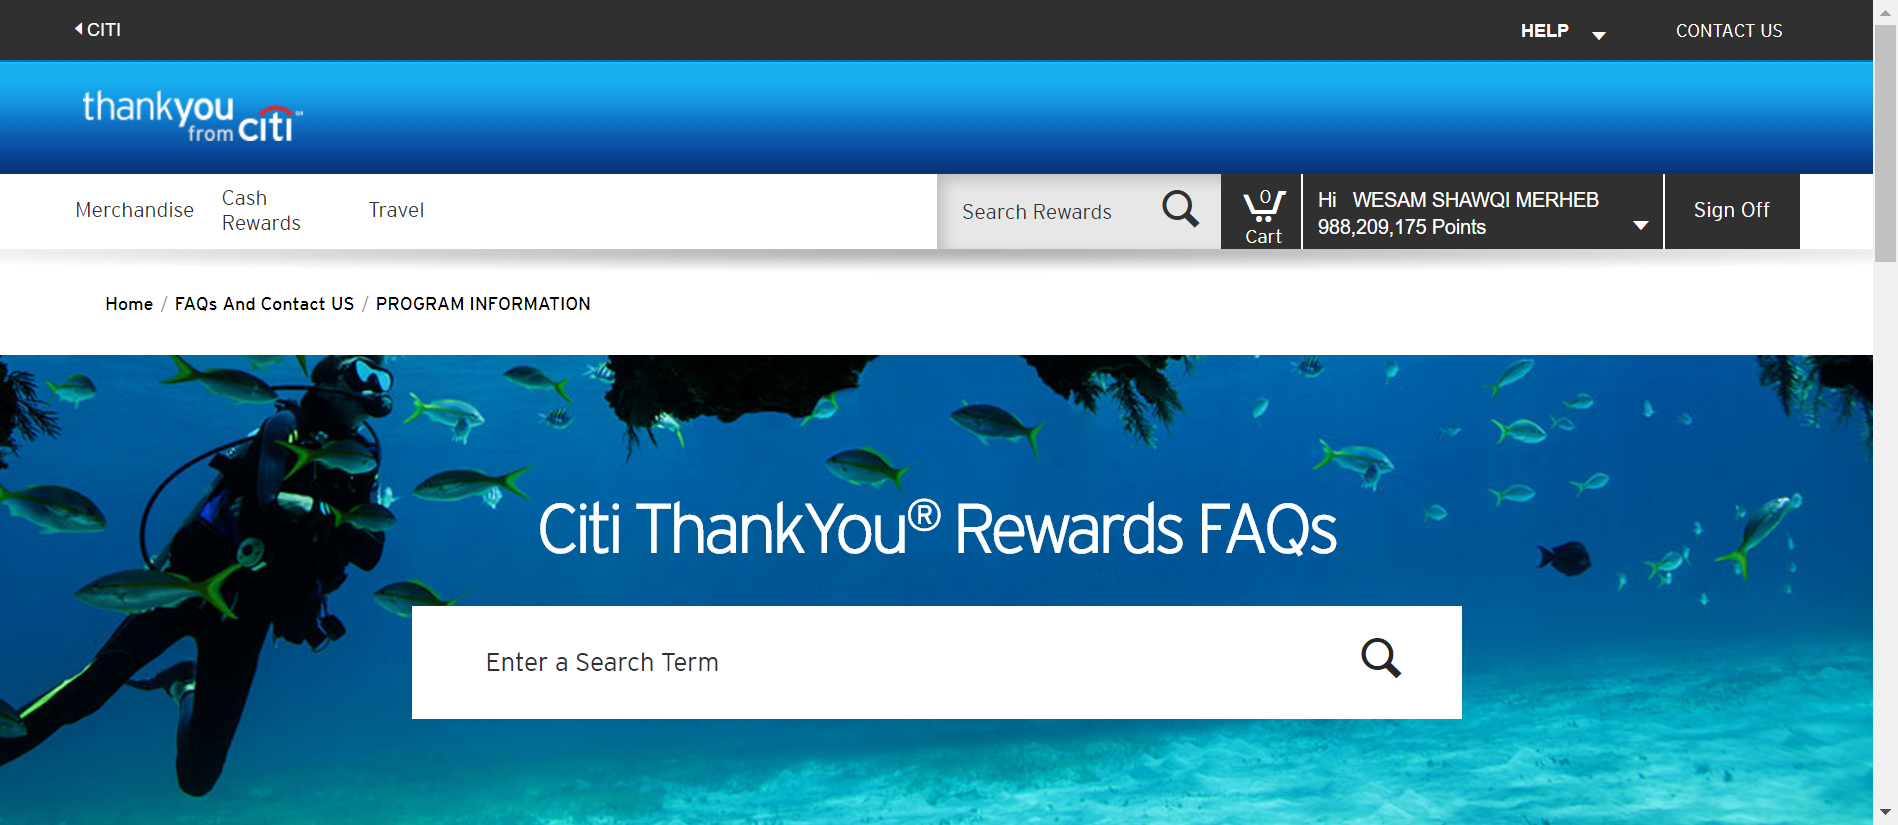 CITI
HELP
CONTACT US
thankyou
from citi℠
Merchandise
Cash
Rewards
Travel
Search Rewards
0
Cart
Hi WESAM SHAWQI MERHEB
988,209,175 Points
Sign Off
Home / FAQs And Contact US / PROGRAM INFORMATION
Citi ThankYou® Rewards FAQs
Enter a Search Term